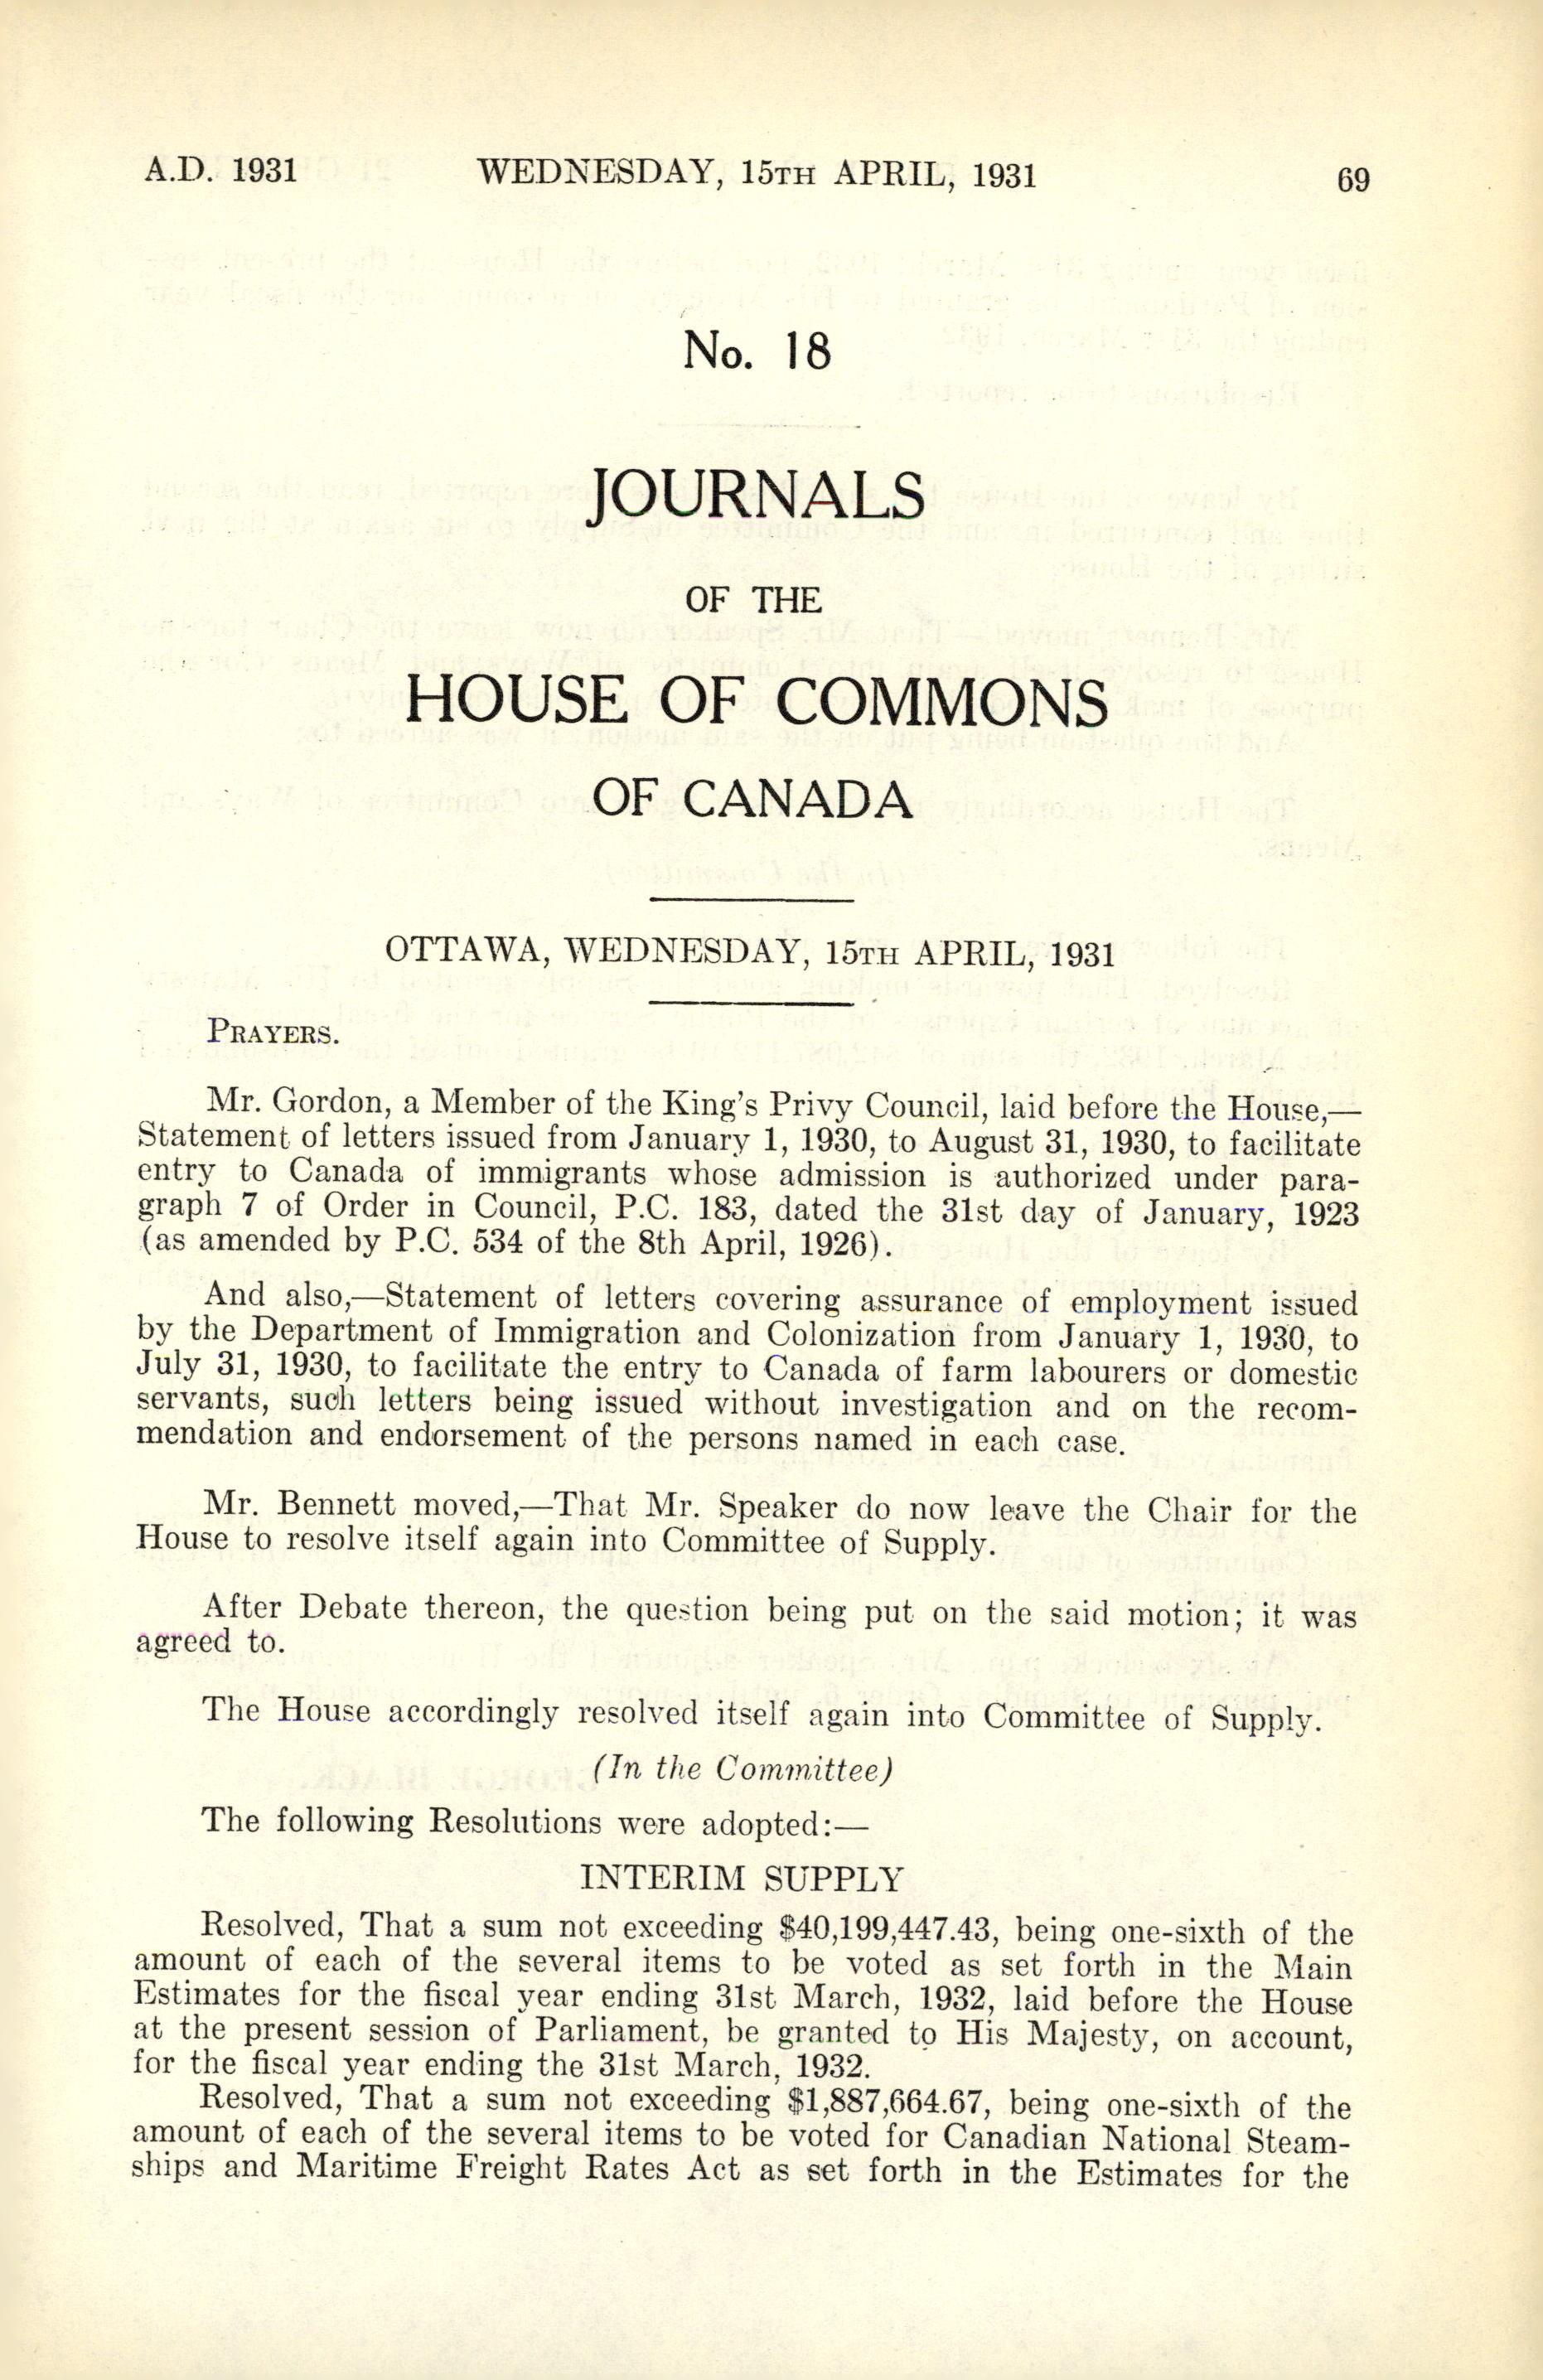 A.D. 1931 WEDNESDAY, 15TH APRIL, 1931 69
No. 18
JOURNALS
OF THE
HOUSE OF COMMONS
OF CANADA
OTTAWA, WEDNESDAY, 15TH APRIL, 1931
PRAYERS.
Mr. Gordon, a Member of the King's Privy Council, laid before the House,—
Statement of letters issued from January 1, 1930, to August 31, 1930, to facilitate
entry to Canada of immigrants whose admission is authorized under para-
graph 7 of Order in Council, P.C. 183, dated the 31st day of January, 1923
(as amended by P.C. 534 of the 8th April, 1926).
And also,—Statement of letters covering assurance of employment issued
by the Department of Immigration and Colonization from January 1, 1930, to
July 31, 1930, to facilitate the entry to Canada of farm labourers or domestic
servants, such letters being issued without investigation and on the recom-
mendation and endorsement of the persons named in each case.
Mr. Bennett moved,—That Mr. Speaker do now leave the Chair for the
House to resolve itself again into Committee of Supply.
After Debate thereon, the question being put on the said motion; it was
agreed to.
The House accordingly resolved itself again into Committee of Supply.
(In the Committee)
The following Resolutions were adopted:—
INTERIM SUPPLY
Resolved, That a sum not exceeding $40,199,447.43, being one-sixth of the
amount of each of the several items to be voted as set forth in the Main
Estimates for the fiscal year ending 31st March, 1932, laid before the House
at the present session of Parliament, be granted to His Majesty, on account,
for the fiscal year ending the 31st March, 1932.
Resolved, That a sum not exceeding $1,887,664.67, being one-sixth of the
amount of each of the several items to be voted for Canadian National Steam-
ships and Maritime Freight Rates Act as set forth in the Estimates for the